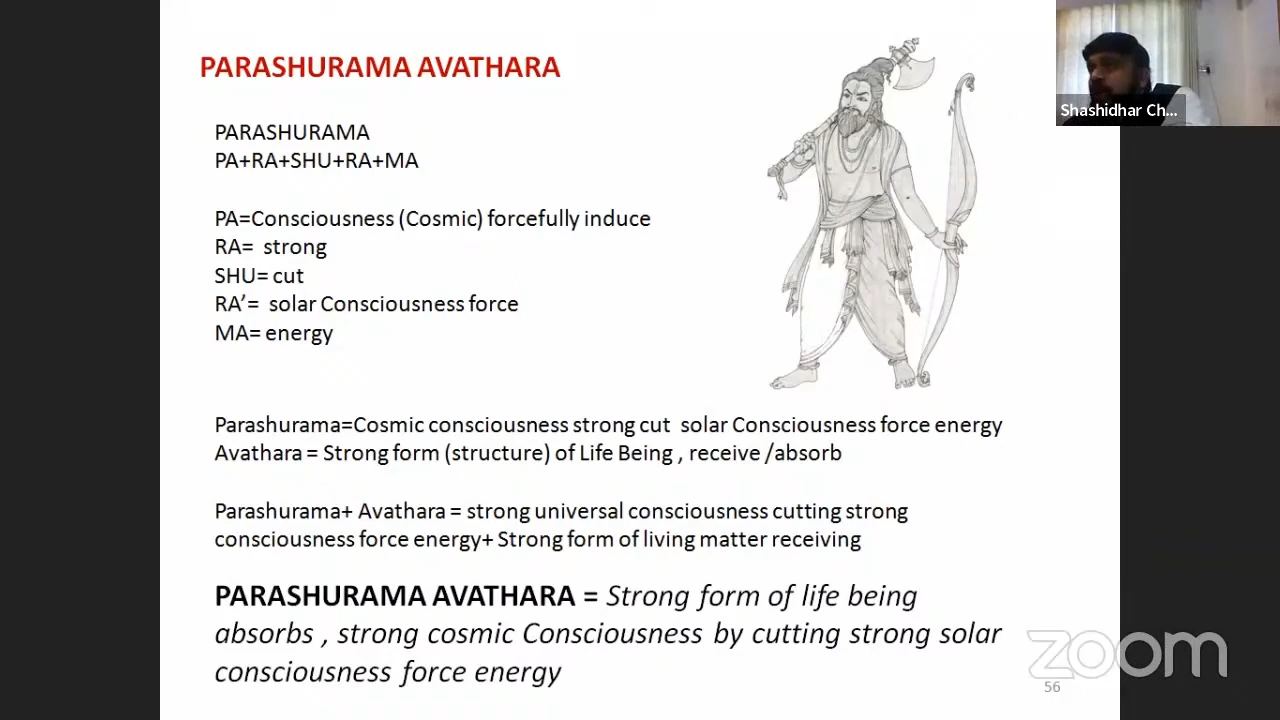 PARASHURAMA AVATHARA
Shashidhar Ch...
PARASHURAMA
PA+RA+SHU+RA+MA
PA=Consciousness (Cosmic) forcefully induce
RA= strong
SHU= cut
RA'= solar Consciousness force
MA= energy
Parashurama=Cosmic consciousness strong cut solar Consciousness force energy
Avathara = Strong form (structure) of Life Being , receive /absorb
Parashurama+ Avathara = strong universal consciousness cutting strong
consciousness force energy+ Strong form of living matter receiving
PARASHURAMA AVATHARA = Strong form of life being
absorbs , strong cosmic Consciousness by cutting strong solar
consciousness force energy
zoom
56